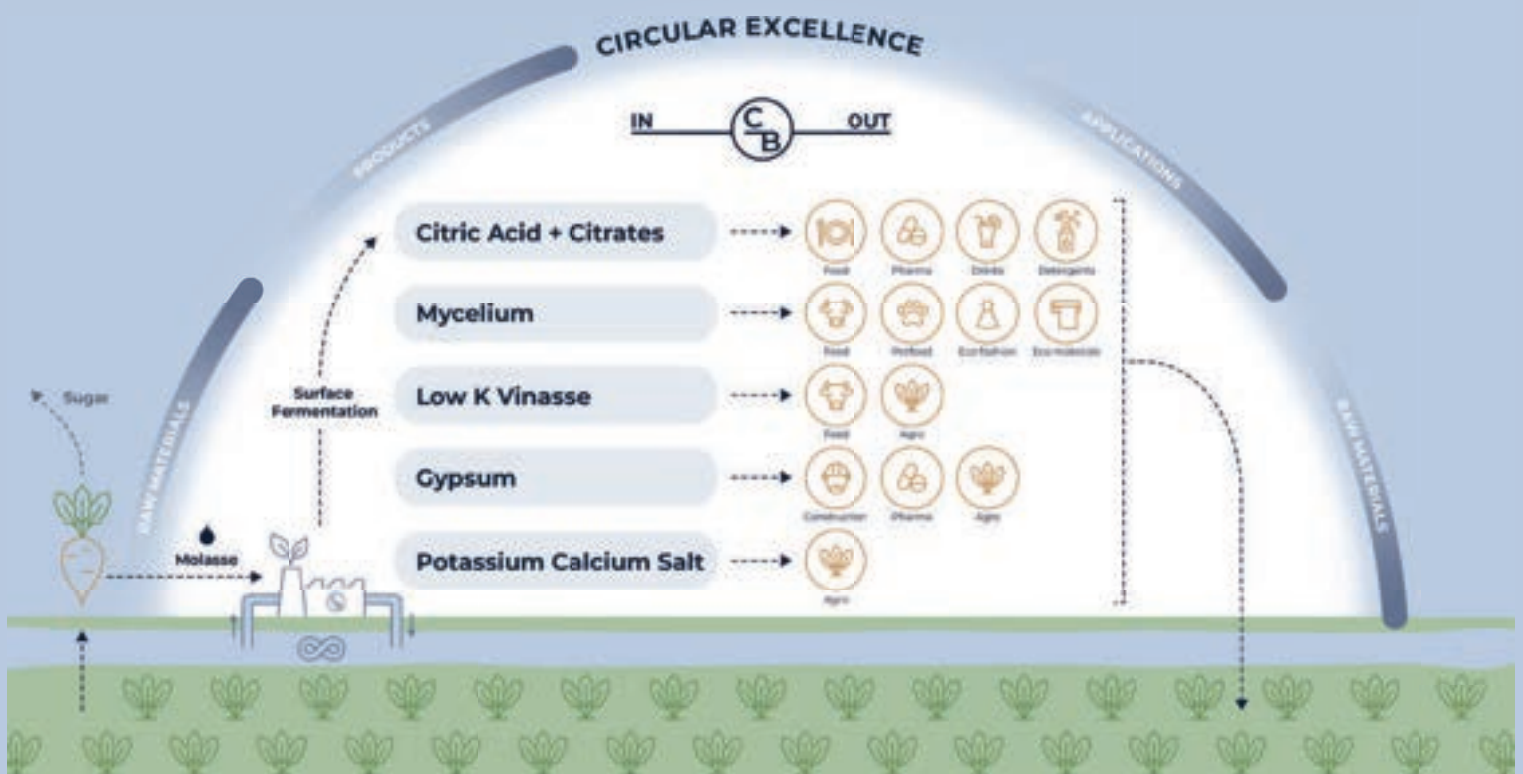 CIRCULAR EXCELLENCE
IN
C
B
OUT
PRODUCTS
APPLICATIONS
RAW MATERIALS
RAW MATERIALS
Sugar
Molasse
Surface
Fermentation
Citric Acid + Citrates
Food Pharma Drinks Detergents
Mycelium
Feed Petfood Eco fashion Eco materials
Low K Vinasse
Feed Agro
Gypsum
Construction Pharma Agro
Potassium Calcium Salt
Agro